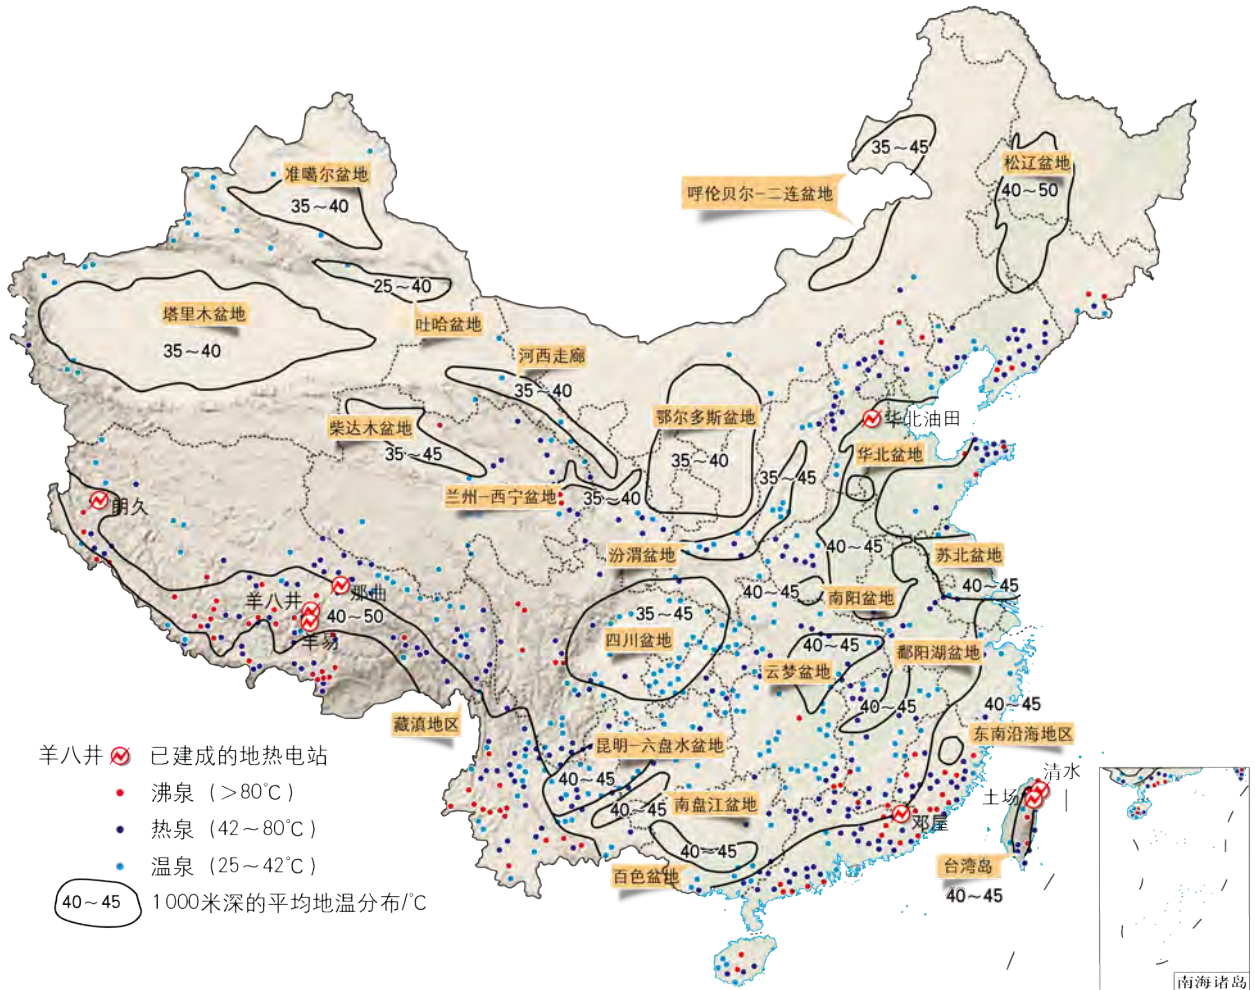 准噶尔盆地
35～40
25～40
吐哈盆地
塔里木盆地
35～40
河西走廊
35～40
柴达木盆地
35～45
兰州-西宁盆地
35～40
呼伦贝尔-二连盆地
35～45
松辽盆地
40～50
鄂尔多斯盆地
35～40
35～45
华北油田
华北盆地
40～45
汾渭盆地
苏北盆地
40～45
40～45
南阳盆地
朗久
那曲
羊八井
40～50
羊易
35～45
四川盆地
40～45
云梦盆地
鄱阳湖盆地
40～45
40～45
东南沿海地区
藏滇地区
昆明-六盘水盆地
40～45
40～45
南盘江盆地
40～45
百色盆地
邓屋
清水
土场
台湾岛
40～45
羊八井 已建成的地热电站
沸泉（>80℃）
热泉（42～80℃）
温泉（25～42℃）
40～45 1000米深的平均地温分布/℃
南海诸岛